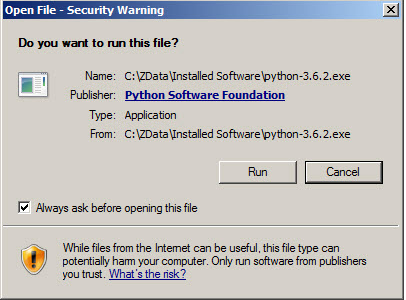 Open File - Security Warning
Do you want to run this file?
Name: C:\ZData\Installed Software\python-3.6.2.exe
Publisher: Python Software Foundation
Type: Application
From: C:\ZData\Installed Software\python-3.6.2.exe
Run Cancel
Always ask before opening this file
While files from the Internet can be useful, this file type can
potentially harm your computer. Only run software from publishers
you trust. What's the risk?